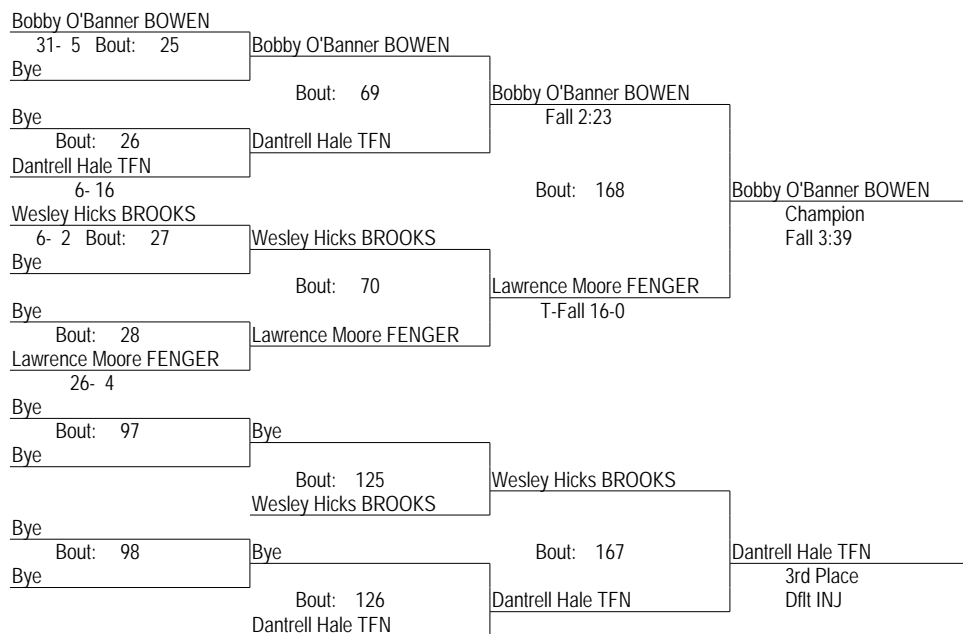 Bobby O'Banner BOWEN
31- 5 Bout: 25
Bobby O'Banner BOWEN
Bye
Bout: 69
Bobby O'Banner BOWEN
Bye
Fall 2:23
Bout: 26
Dantrell Hale TFN
Dantrell Hale TFN
6- 16
Bout: 168
Bobby O'Banner BOWEN
Wesley Hicks BROOKS
Champion
6- 2 Bout: 27
Wesley Hicks BROOKS
Fall 3:39
Bye
Bout: 70
Lawrence Moore FENGER
Bye
T-Fall 16-0
Bout: 28
Lawrence Moore FENGER
Lawrence Moore FENGER
26- 4
Bye
Bout: 97
Bye
Bye
Bout: 125
Wesley Hicks BROOKS
Wesley Hicks BROOKS
Bye
Bout: 98
Bye
Bout: 167
Dantrell Hale TFN
Bye
3rd Place
Bout: 126
Dantrell Hale TFN
Dflt INJ
Dantrell Hale TFN